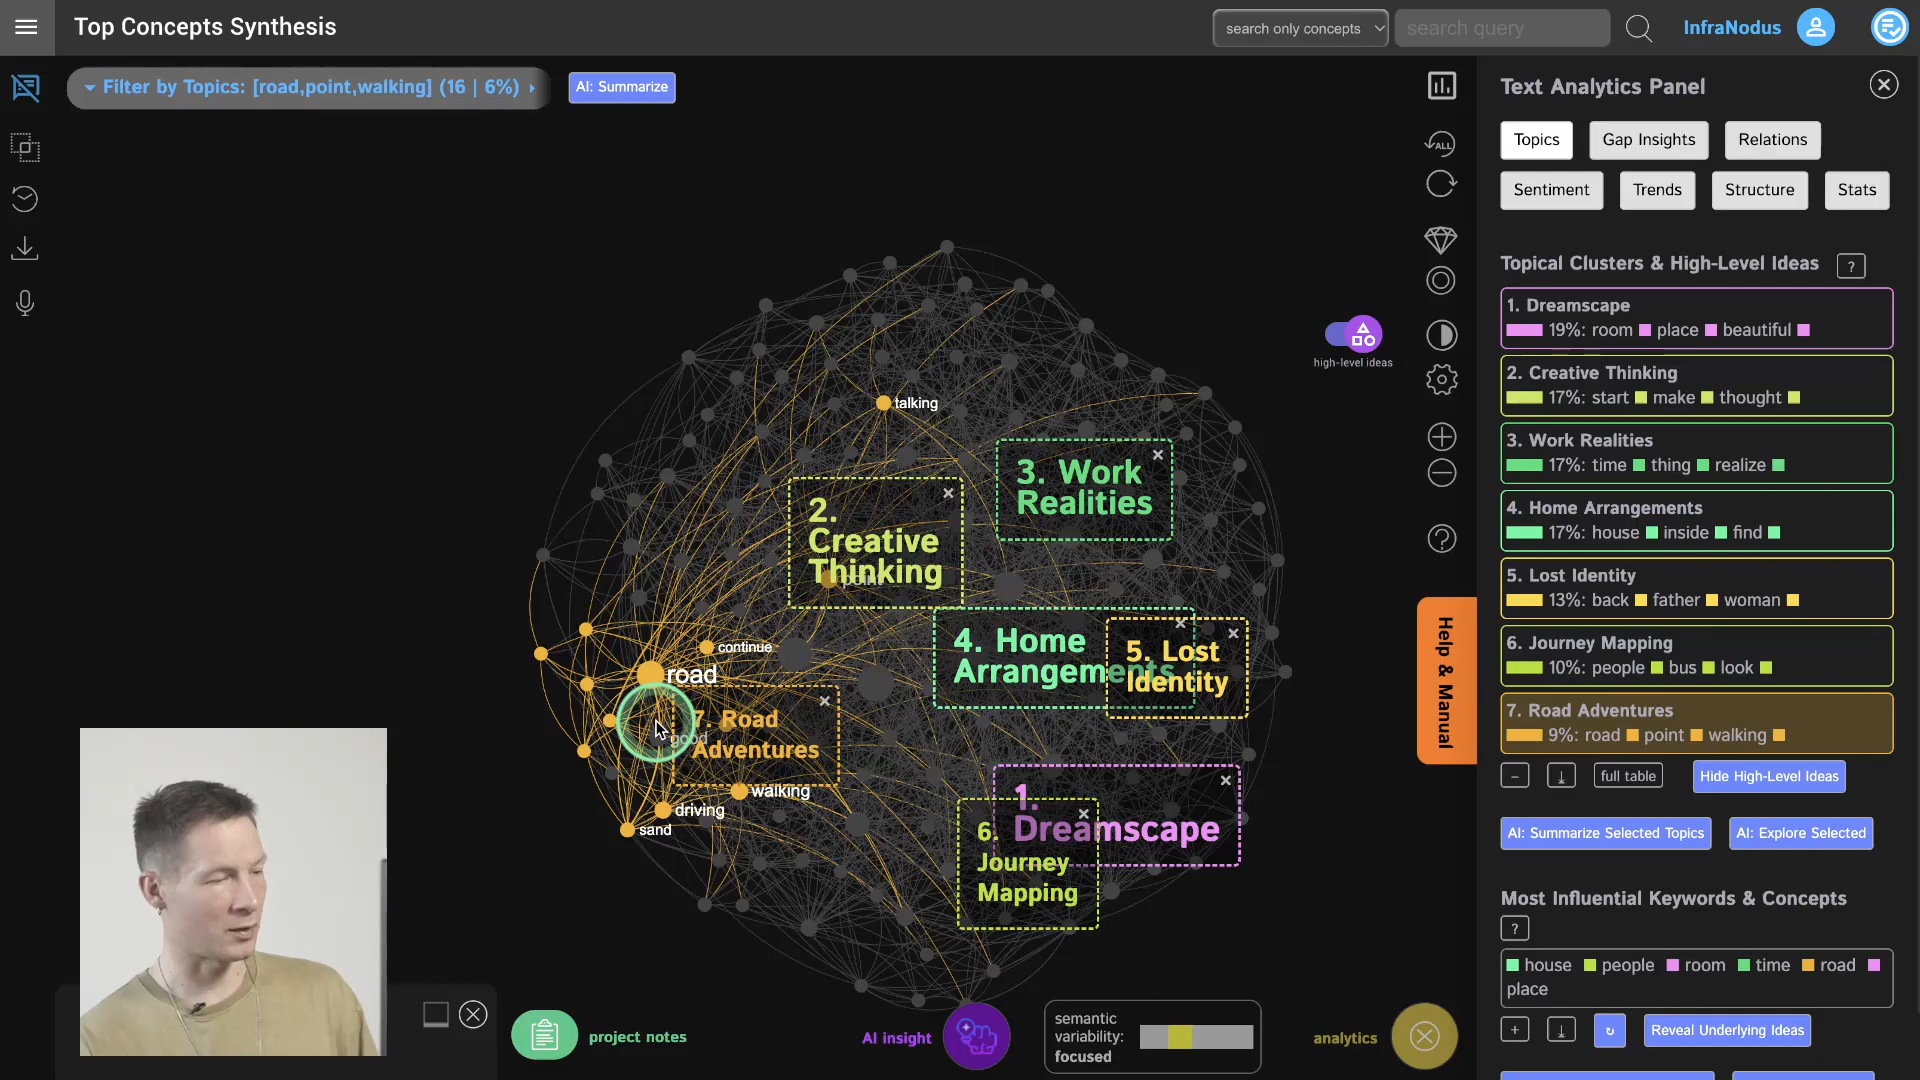 Top Concepts Synthesis
search only concepts
search query
InfraNodus
Filter by Topics: [road,point,walking] (16 | 6%)
AI: Summarize
ALL
high-level ideas
Help & Manual
talking
3. Work
Realities
2.
Creative
Thinking
point
continue
road
4. Home
Arrangements
5. Lost
Identity
7. Road
Adventures
good
walking
driving
sand
1.
Dreamscape
6.
Journey
Mapping
project notes
AI insight
semantic
variability:
focused
analytics
Text Analytics Panel
Topics
Gap Insights
Relations
Sentiment
Trends
Structure
Stats
Topical Clusters & High-Level Ideas
?
1. Dreamscape
19%: room place beautiful
2. Creative Thinking
17%: start make thought
3. Work Realities
17%: time thing realize
4. Home Arrangements
17%: house inside find
5. Lost Identity
13%: back father woman
6. Journey Mapping
10%: people bus look
7. Road Adventures
9%: road point walking
full table
Hide High-Level Ideas
AI: Summarize Selected Topics
AI: Explore Selected
Most Influential Keywords & Concepts
?
house people room time road
place
Reveal Underlying Ideas